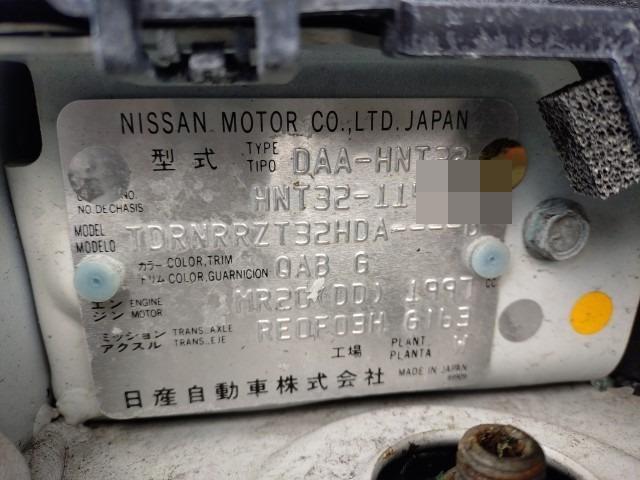 NISSAN MOTOR CO.,LTD. JAPAN
型式 TYPE TIPO DAA-HNT32
NO. NO.DE CHASIS HNT32-11
MODEL MODELO TDRNRRZT32HDA-----
カラー COLOR,TRIM トリム COLOR,GUARNICION QAB G
エンジン ENGINE MOTOR MR20(DD) 1997 CC
ミッション アクスル TRANS.,AXLE TRANS.,EJE RE0F03H G163
工場 PLANT PLANTA W
日産自動車株式会社 MADE IN JAPAN